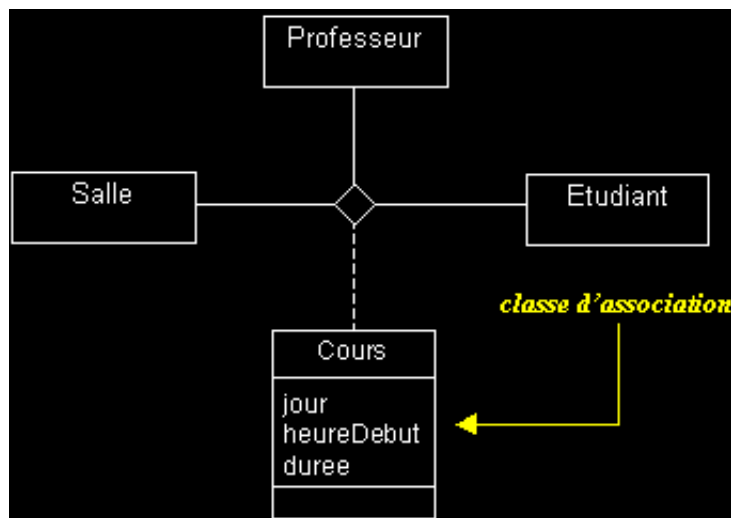 Professeur
Salle
Etudiant
classe d'association
Cours
jour
heureDebut
duree